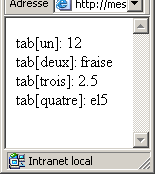 Adresse http://mes
tab[un]: 12
tab[deux]: fraise
tab[trois]: 2.5
tab[quatre]: el5
Intranet local